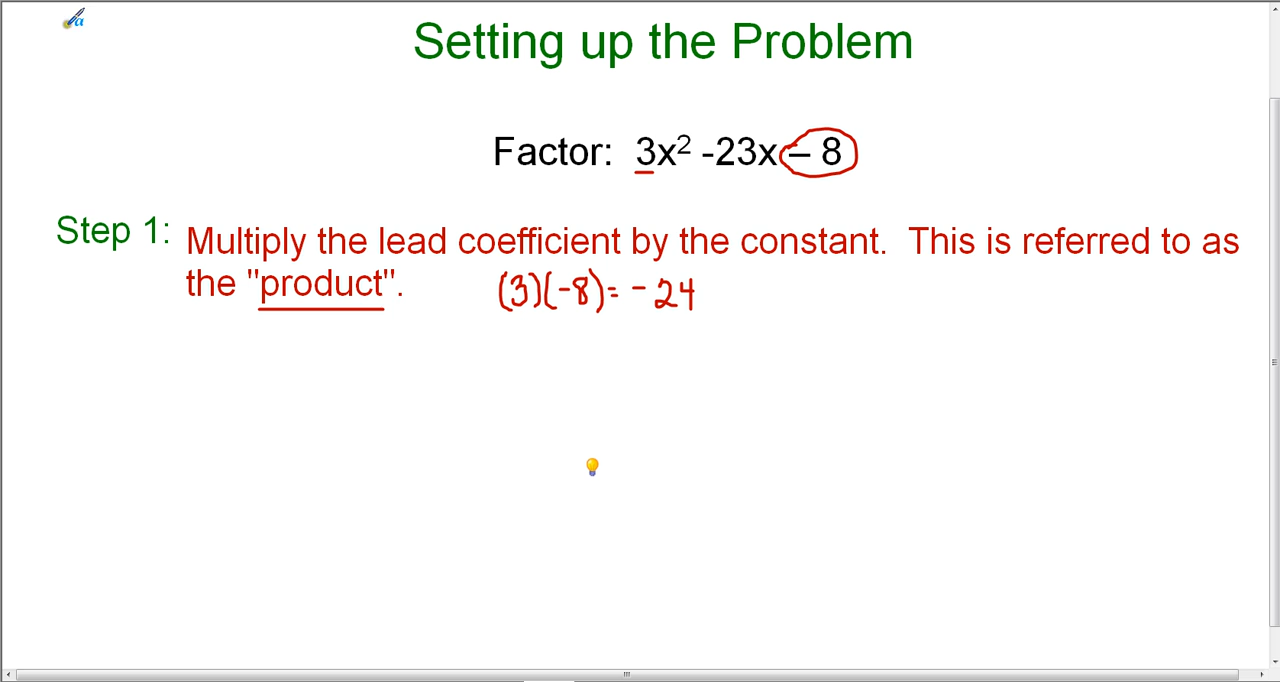 Setting up the Problem
Factor: 3x² -23x – 8
Step 1: Multiply the lead coefficient by the constant. This is referred to as
the "product". (3)(-8)= -24